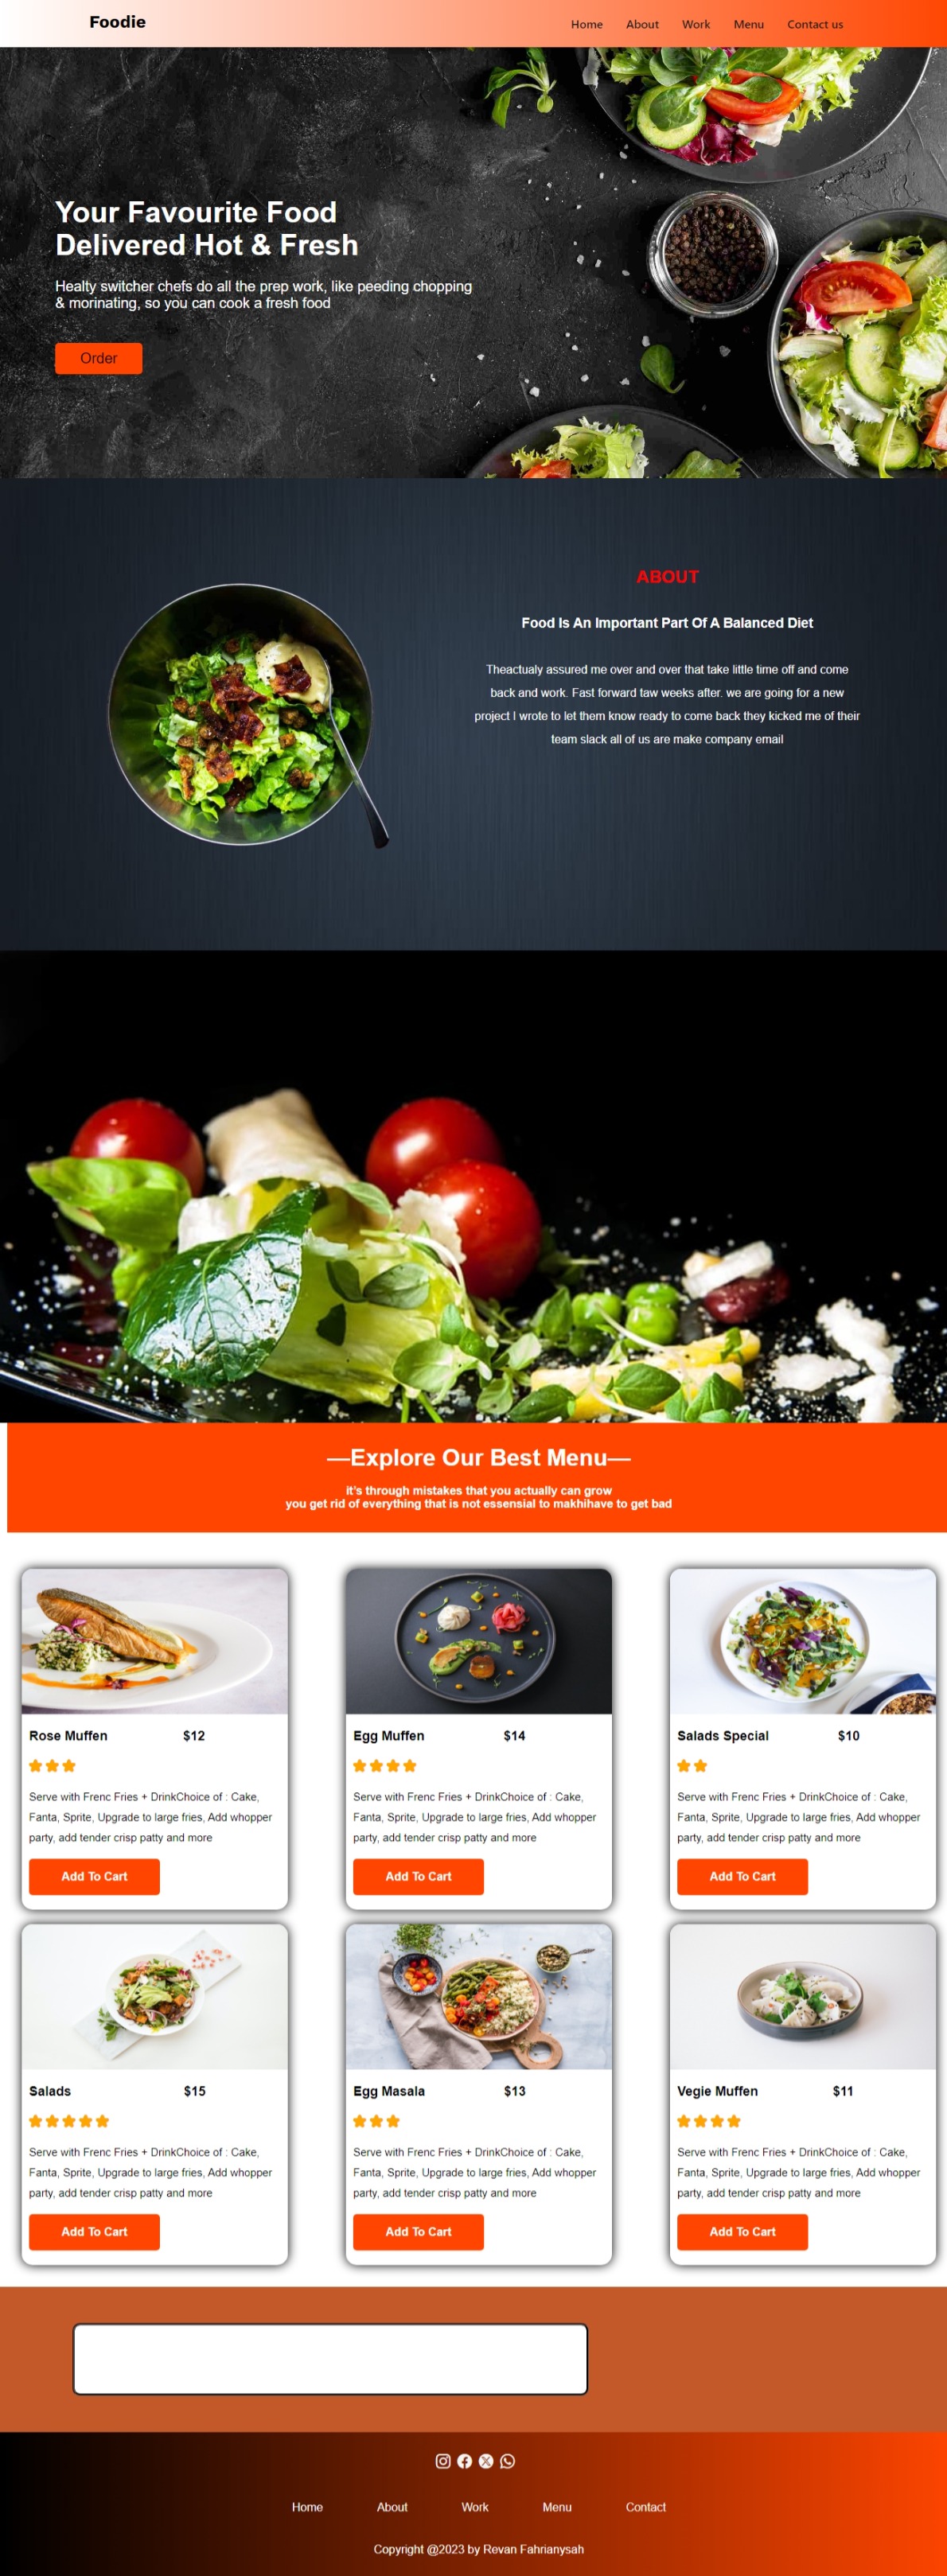 Foodie
Home About Work Menu Contact us
Your Favourite Food
Delivered Hot & Fresh
Healty switcher chefs do all the prep work, like peeding chopping
& morinating, so you can cook a fresh food
Order
ABOUT
Food Is An Important Part Of A Balanced Diet
Theactualy assured me over and over that take little time off and come
back and work. Fast forward taw weeks after. we are going for a new
project I wrote to let them know ready to come back they kicked me of their
team slack all of us are make company email
—Explore Our Best Menu—
it's through mistakes that you actually can grow
you get rid of everything that is not essensial to makhihave to get bad
Rose Muffen $12
Serve with Frenc Fries + DrinkChoice of : Cake,
Fanta, Sprite, Upgrade to large fries, Add whopper
party, add tender crisp patty and more
Add To Cart
Egg Muffen $14
Serve with Frenc Fries + DrinkChoice of : Cake,
Fanta, Sprite, Upgrade to large fries, Add whopper
party, add tender crisp patty and more
Add To Cart
Salads Special $10
Serve with Frenc Fries + DrinkChoice of : Cake,
Fanta, Sprite, Upgrade to large fries, Add whopper
party, add tender crisp patty and more
Add To Cart
Salads $15
Serve with Frenc Fries + DrinkChoice of : Cake,
Fanta, Sprite, Upgrade to large fries, Add whopper
party, add tender crisp patty and more
Add To Cart
Egg Masala $13
Serve with Frenc Fries + DrinkChoice of : Cake,
Fanta, Sprite, Upgrade to large fries, Add whopper
party, add tender crisp patty and more
Add To Cart
Vegie Muffen $11
Serve with Frenc Fries + DrinkChoice of : Cake,
Fanta, Sprite, Upgrade to large fries, Add whopper
party, add tender crisp patty and more
Add To Cart
Home About Work Menu Contact
Copyright @2023 by Revan Fahrianysah